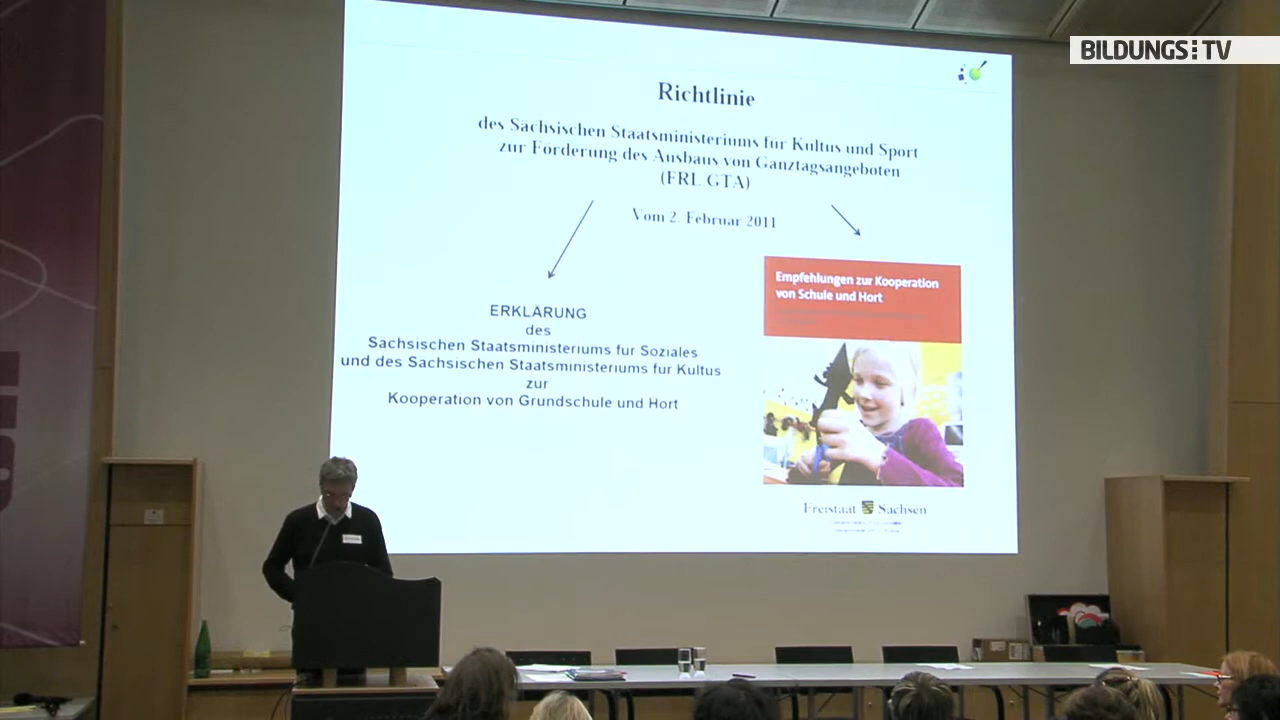 BILDUNGS TV
Richtlinie
des Sächsischen Staatsministeriums für Kultus und Sport
zur Förderung des Ausbaus von Ganztagsangeboten
(FRL GTA)
Vom 2. Februar 2011
ERKLÄRUNG
des
Sächsischen Staatsministeriums für Soziales
und des Sächsischen Staatsministeriums für Kultus
zur
Kooperation von Grundschule und Hort
Empfehlungen zur Kooperation
von Schule und Hort
Freistaat Sachsen